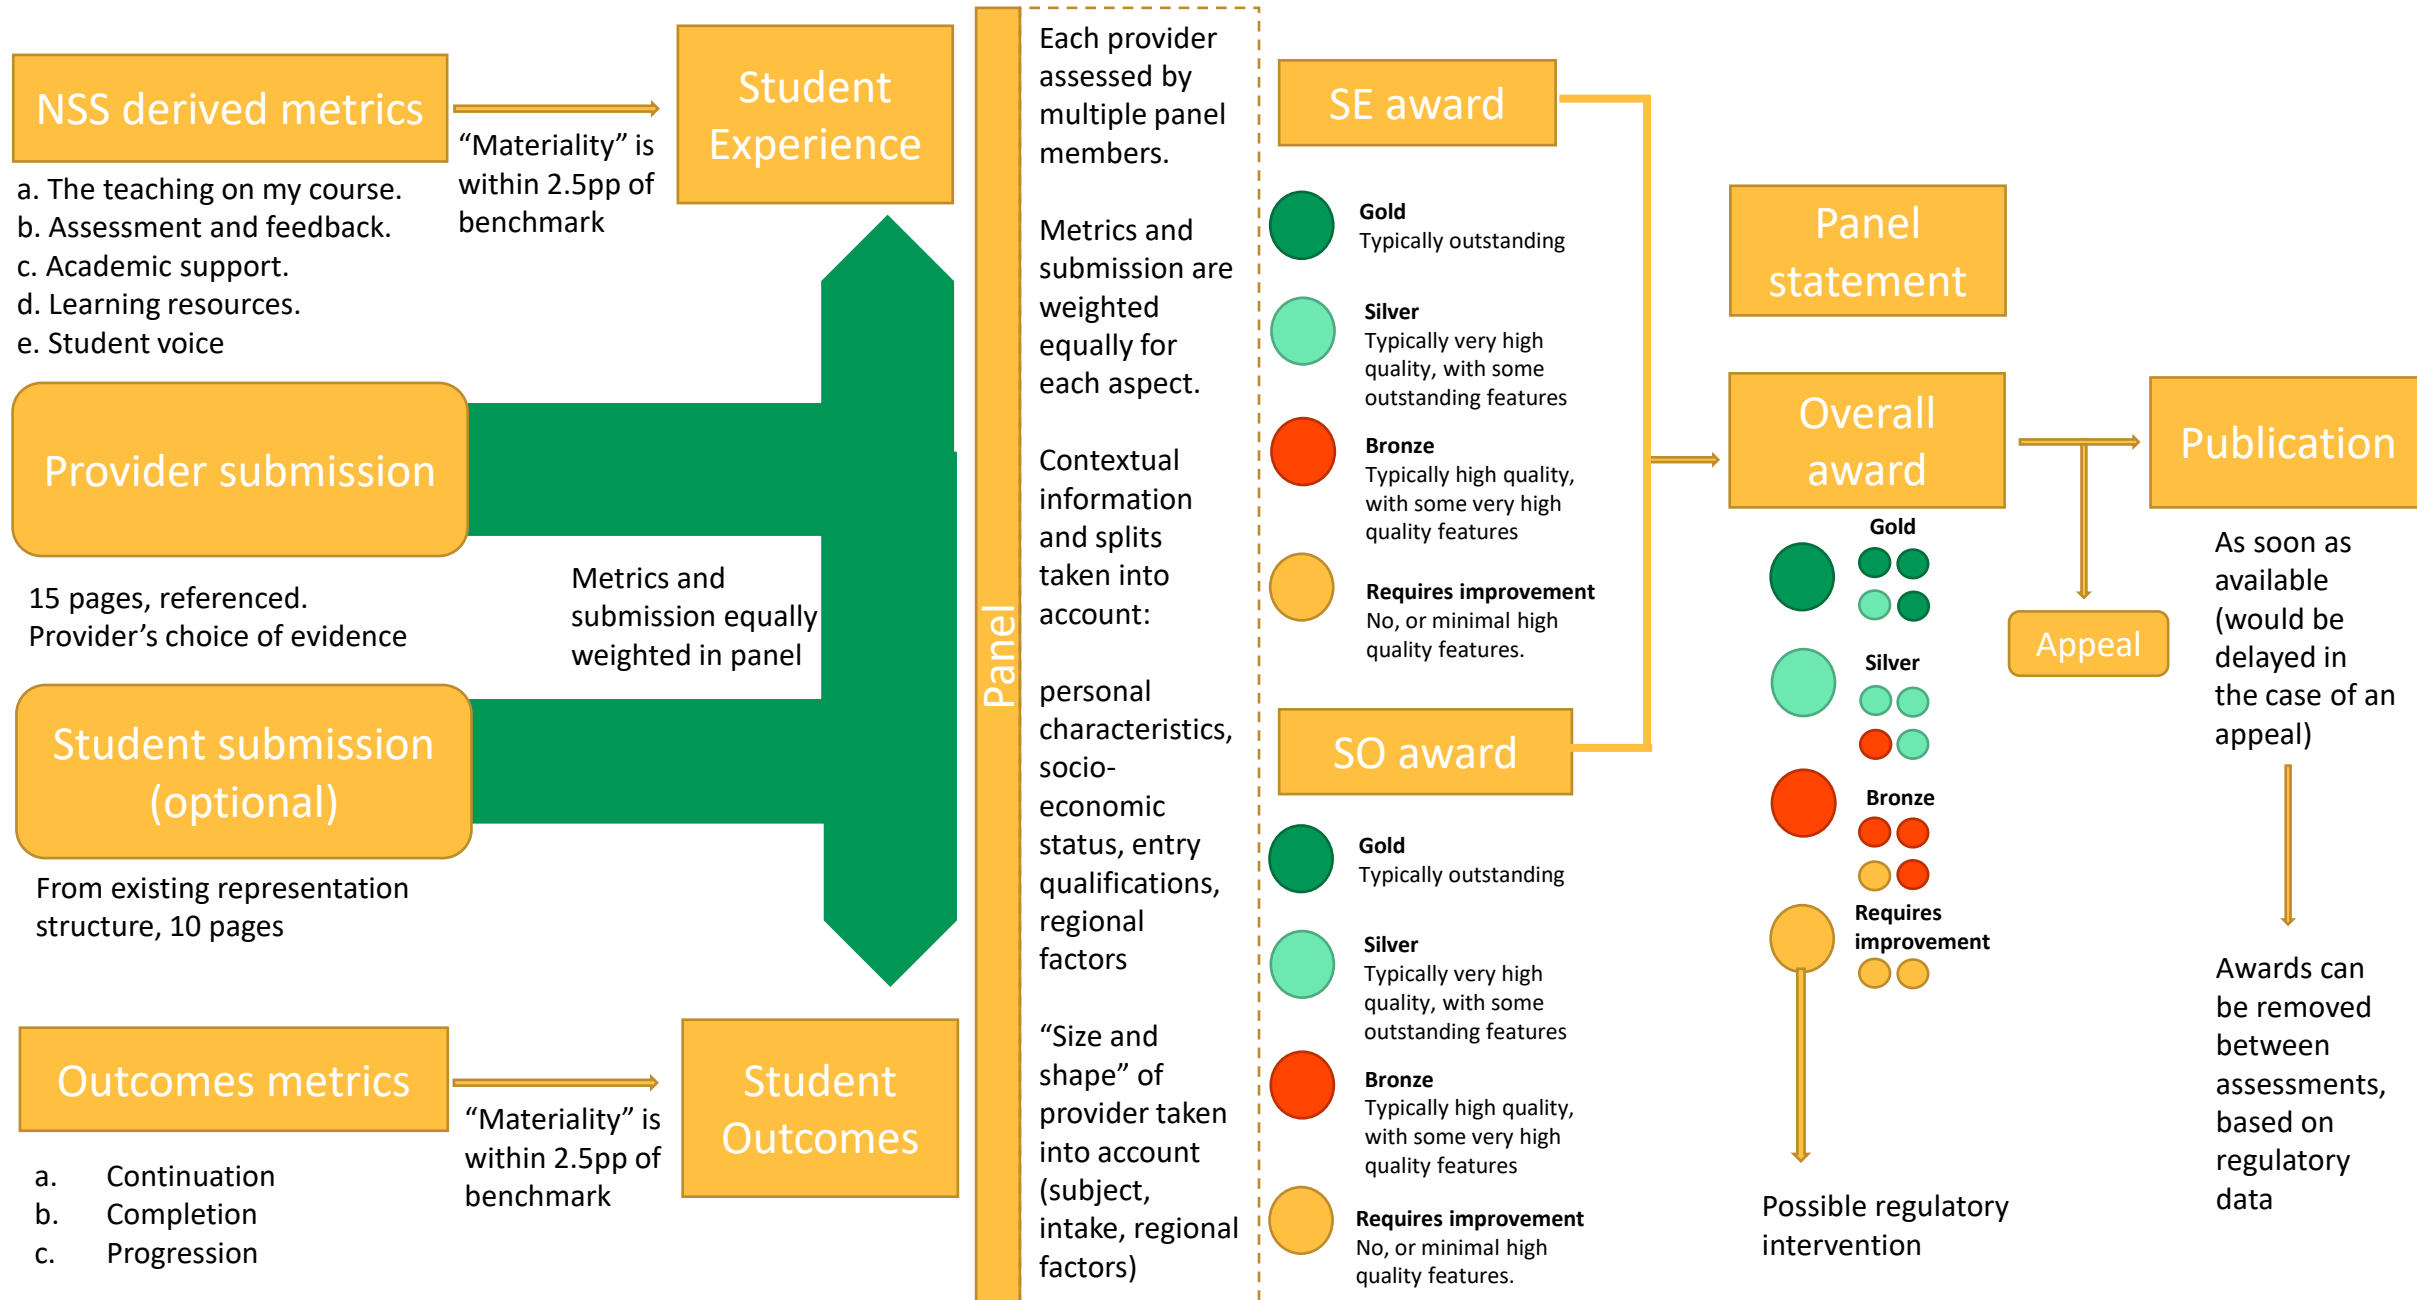 NSS derived metrics
a. The teaching on my course.
b. Assessment and feedback.
c. Academic support.
d. Learning resources.
e. Student voice
“Materiality” is
within 2.5pp of
benchmark
Student
Experience
Provider submission
15 pages, referenced.
Provider’s choice of evidence
Metrics and
submission equally
weighted in panel
Student submission
(optional)
From existing representation
structure, 10 pages
Outcomes metrics
a. Continuation
b. Completion
c. Progression
“Materiality” is
within 2.5pp of
benchmark
Student
Outcomes
Panel
Each provider
assessed by
multiple panel
members.
Metrics and
submission are
weighted
equally for
each aspect.
Contextual
information
and splits
taken into
account:
personal
characteristics,
socio-
economic
status, entry
qualifications,
regional
factors
“Size and
shape” of
provider taken
into account
(subject,
intake, regional
factors)
SE award
Gold
Typically outstanding
Silver
Typically very high
quality, with some
outstanding features
Bronze
Typically high quality,
with some very high
quality features
Requires improvement
No, or minimal high
quality features.
SO award
Gold
Typically outstanding
Silver
Typically very high
quality, with some
outstanding features
Bronze
Typically high quality,
with some very high
quality features
Requires improvement
No, or minimal high
quality features.
Panel
statement
Overall
award
Gold
Silver
Bronze
Requires
improvement
Possible regulatory
intervention
Appeal
Publication
As soon as
available
(would be
delayed in
the case of an
appeal)
Awards can
be removed
between
assessments,
based on
regulatory
data